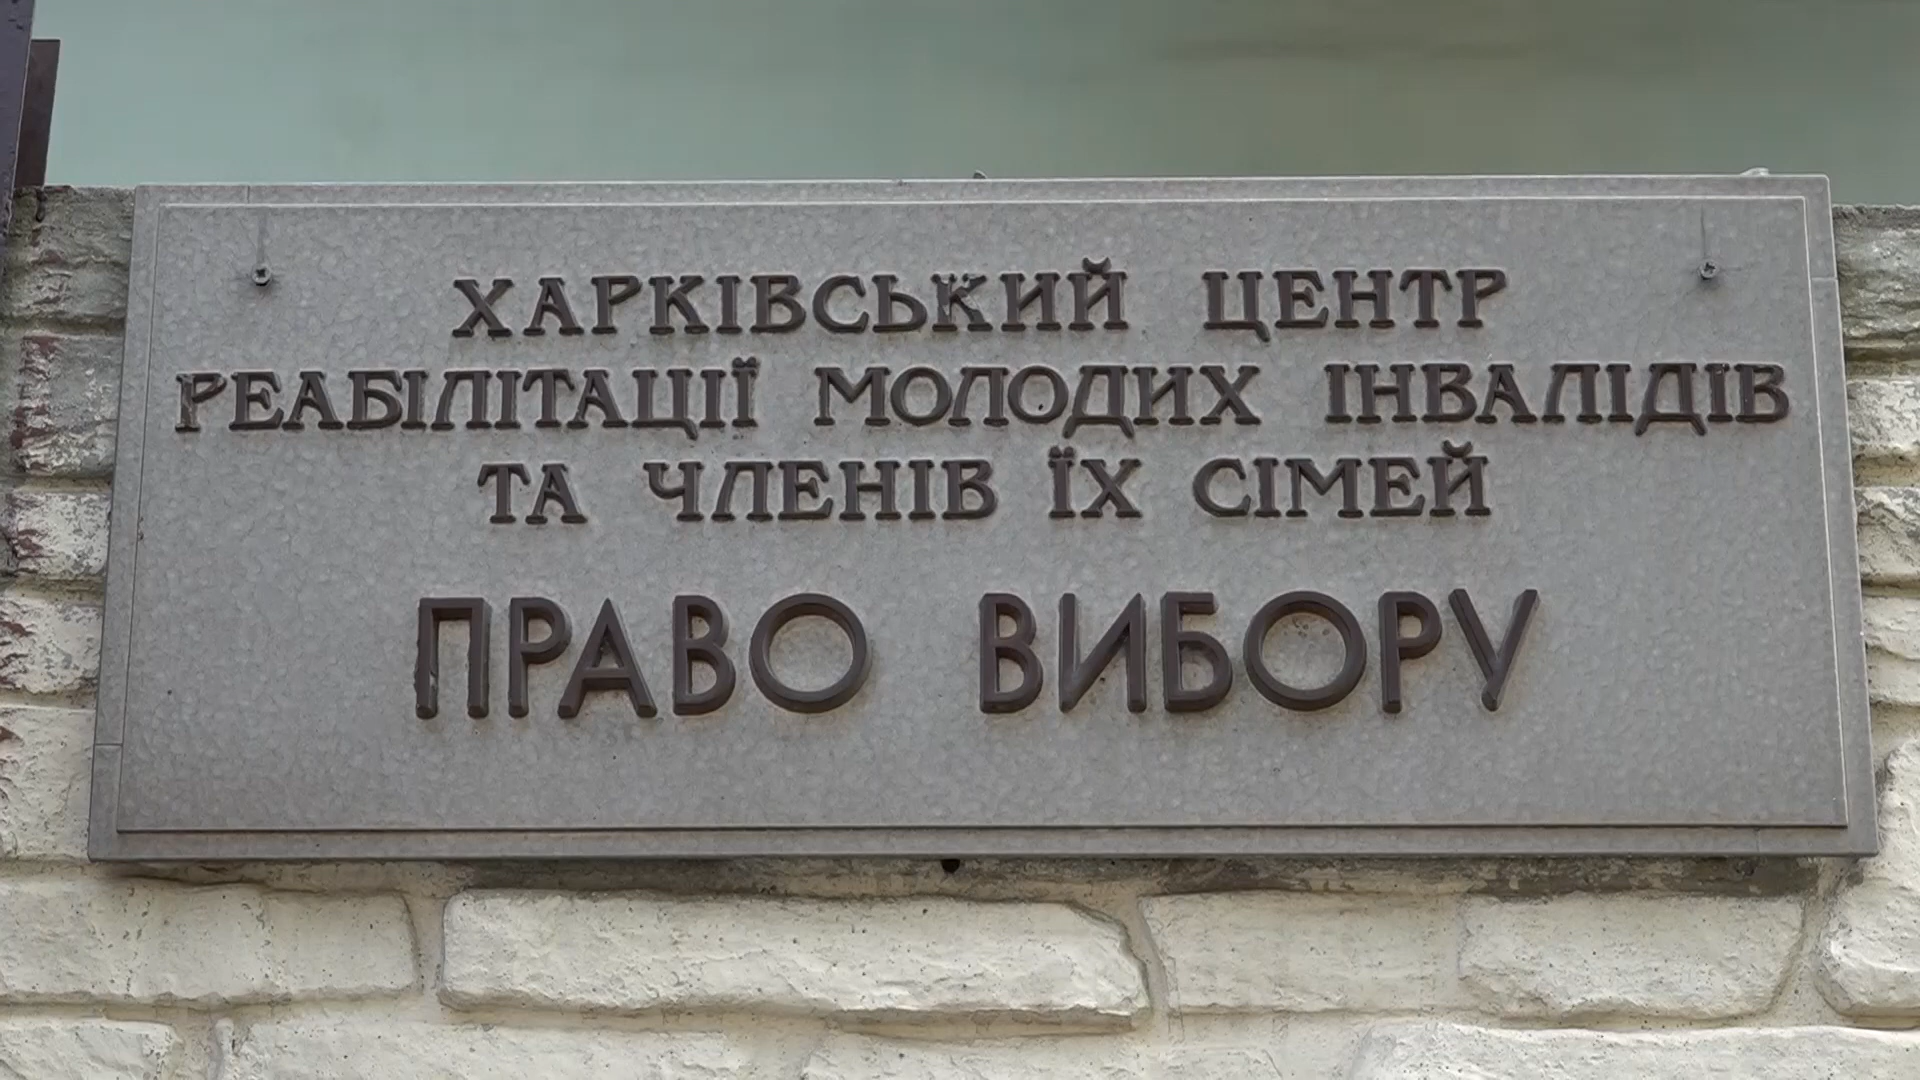 ХАРКІВСЬКИЙ ЦЕНТР
РЕАБІЛІТАЦІЇ МОЛОДИХ ІНВАЛІДІВ
ТА ЧЛЕНІВ ЇХ СІМЕЙ
ПРАВО ВИБОРУ